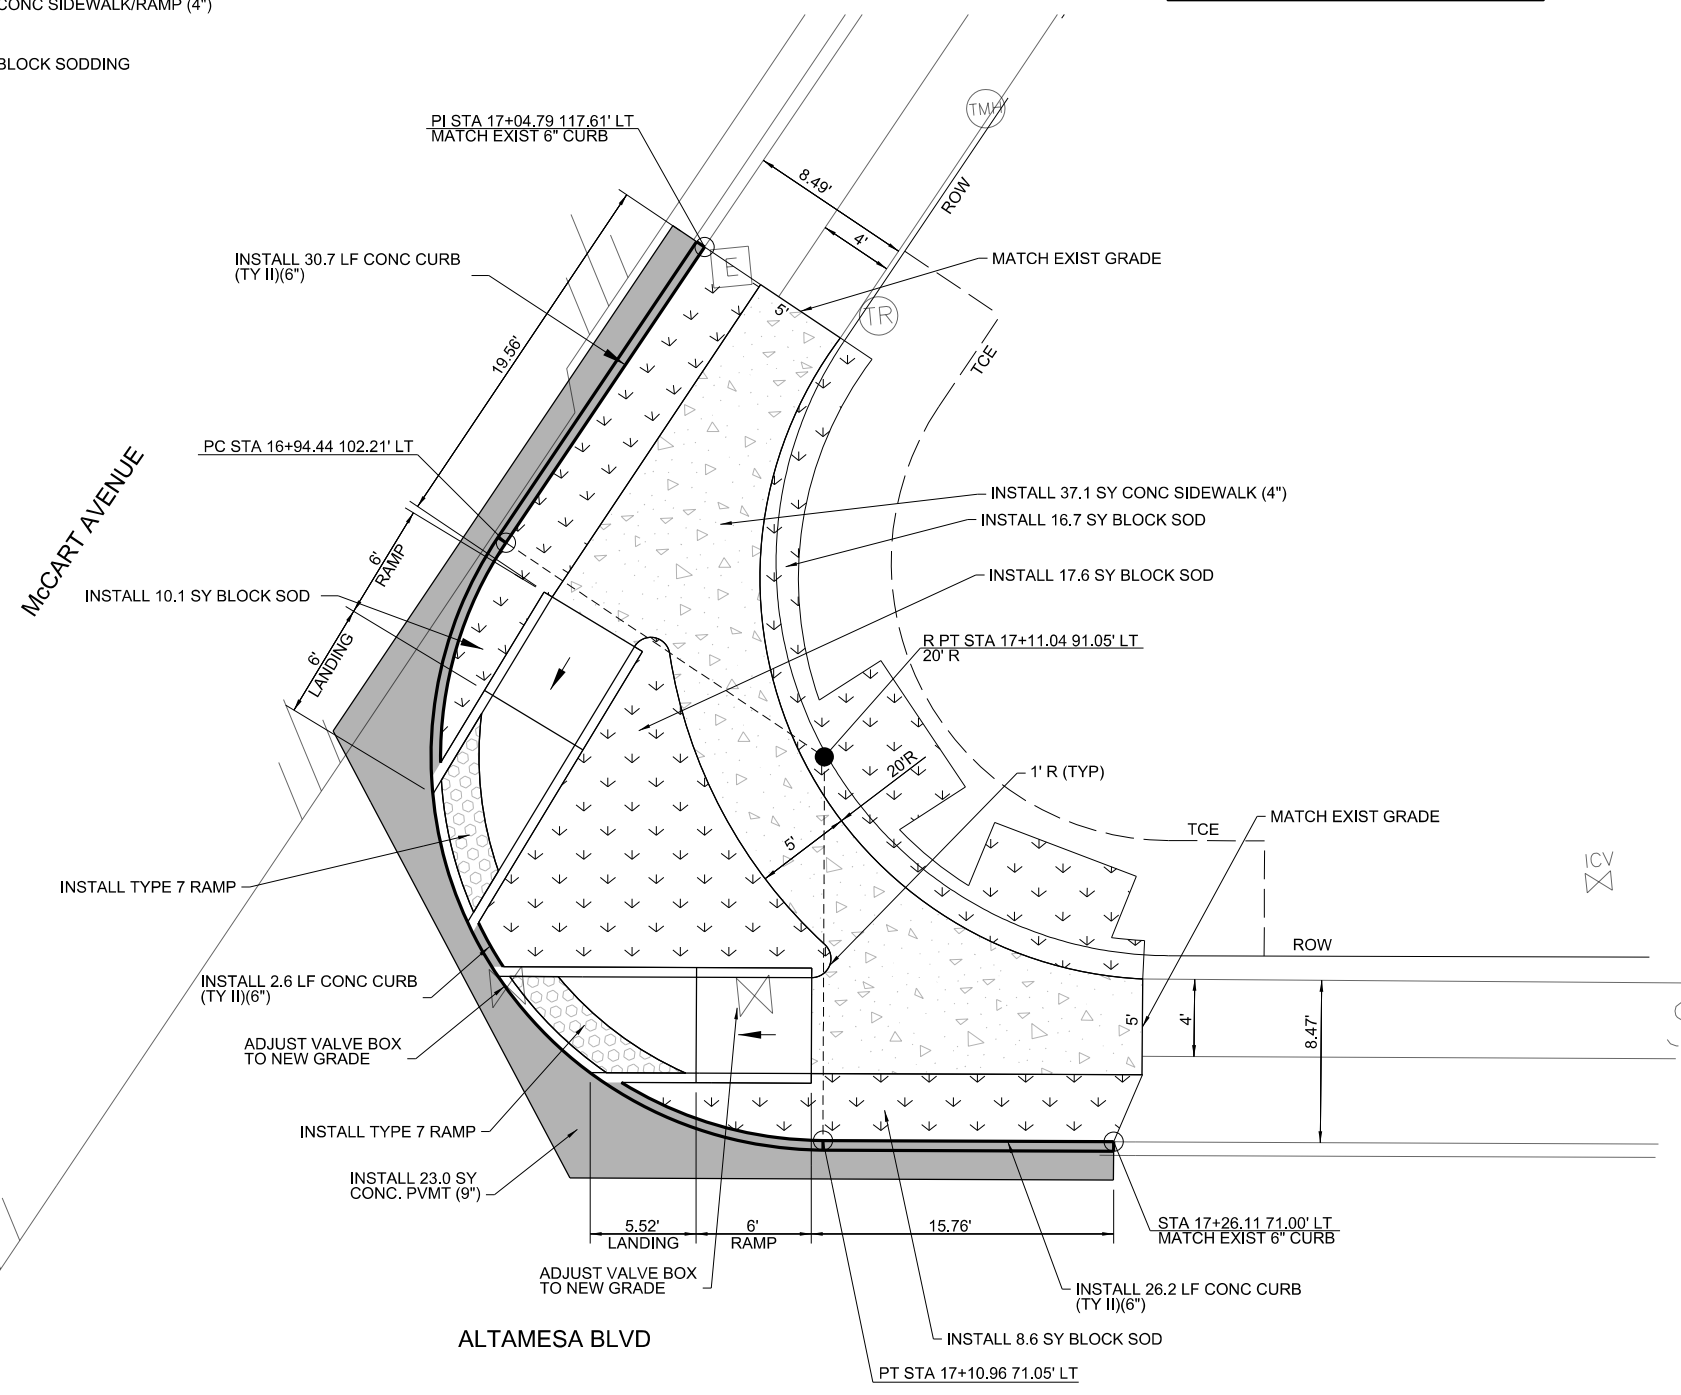 CONC SIDEWALK/RAMP (4")
BLOCK SODDING
PI STA 17+04.79 117.61' LT
MATCH EXIST 6" CURB
TMH
8.49'
ROW
4'
INSTALL 30.7 LF CONC CURB
(TY II)(6")
E
MATCH EXIST GRADE
5'
TR
19.56'
TCE
McCART AVENUE
PC STA 16+94.44 102.21' LT
INSTALL 37.1 SY CONC SIDEWALK (4")
INSTALL 16.7 SY BLOCK SOD
6'
RAMP
INSTALL 17.6 SY BLOCK SOD
INSTALL 10.1 SY BLOCK SOD
R PT STA 17+11.04 91.05' LT
20' R
6'
LANDING
20'R
1' R (TYP)
MATCH EXIST GRADE
TCE
5'
ICV
INSTALL TYPE 7 RAMP
ROW
INSTALL 2.6 LF CONC CURB
(TY II)(6")
5'
4'
8.47'
ADJUST VALVE BOX
TO NEW GRADE
INSTALL TYPE 7 RAMP
INSTALL 23.0 SY
CONC. PVMT (9")
5.52'
LANDING
6'
RAMP
15.76'
STA 17+26.11 71.00' LT
MATCH EXIST 6" CURB
ADJUST VALVE BOX
TO NEW GRADE
INSTALL 26.2 LF CONC CURB
(TY II)(6")
ALTAMESA BLVD
INSTALL 8.6 SY BLOCK SOD
PT STA 17+10.96 71.05' LT